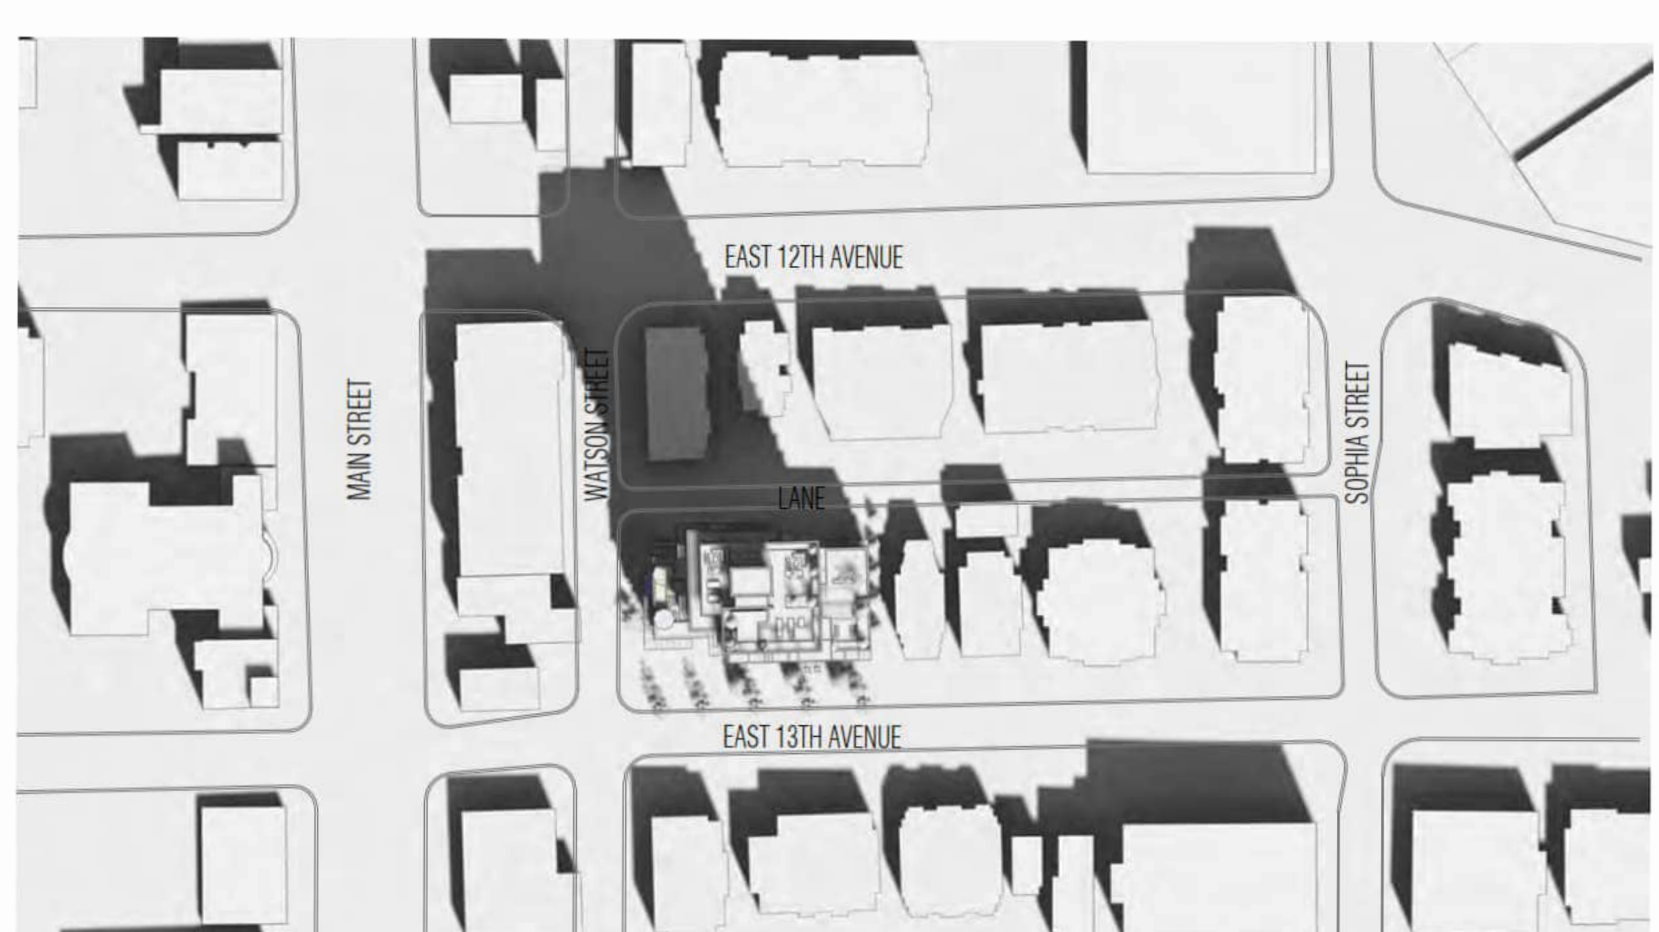 EAST 12TH AVENUE
MAIN STREET
WATSON STREET
SOPHIA STREET
LANE
EAST 13TH AVENUE